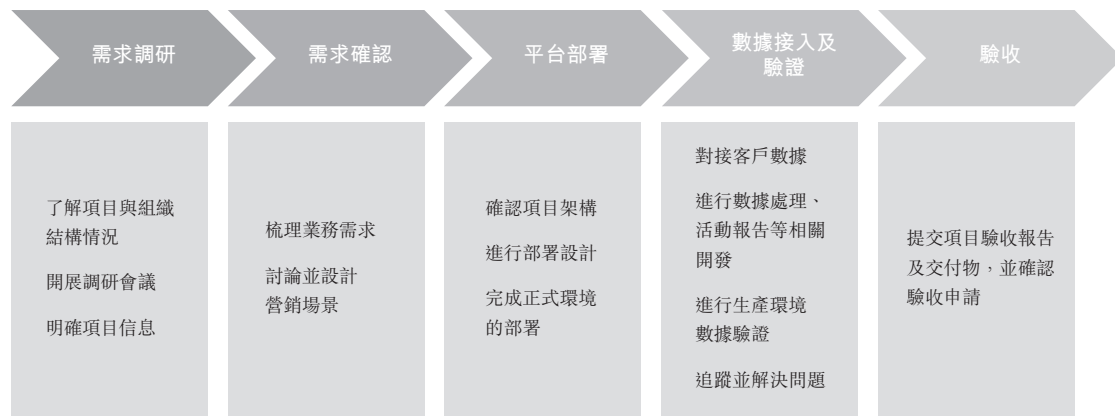 需求調研
需求確認
平台部署
數據接入及
驗證
驗收
了解項目與組織
結構情況
開展調研會議
明確項目信息
梳理業務需求
討論並設計
營銷場景
確認項目架構
進行部署設計
完成正式環境
的部署
對接客戶數據
進行數據處理、
活動報告等相關
開發
進行生產環境
數據驗證
追蹤並解決問題
提交項目驗收報告
及交付物,並確認
驗收申請